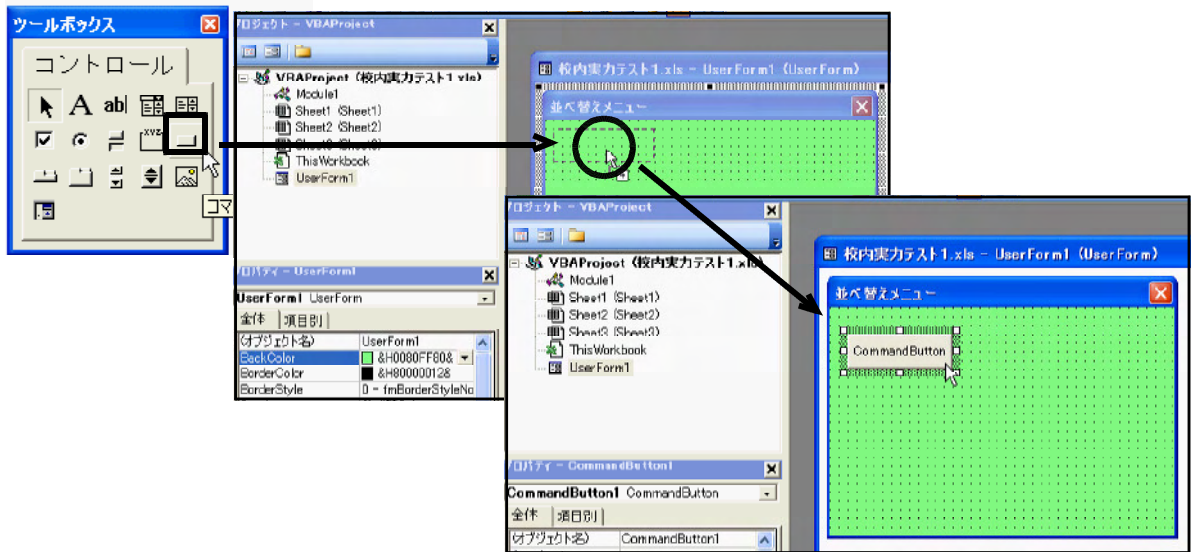 ツールボックス
コントロール
A
ab|
xyz
コマ
プロジェクト - VBAProject
VBAProject (校内実力テスト1.xls)
Module1
Sheet1 (Sheet1)
Sheet2 (Sheet2)
Sheet3 (Sheet3)
ThisWorkbook
UserForm1
プロパティ - UserForm1
UserForm1 UserForm
全体 項目別
(オブジェクト名) UserForm1
BackColor &H0080FF80&
BorderColor &H80000012&
BorderStyle 0 - fmBorderStyleNo
校内実力テスト1.xls - UserForm1 (UserForm)
並べ替えメニュー
プロジェクト - VBAProject
VBAProject (校内実力テスト1.xls)
Module1
Sheet1 (Sheet1)
Sheet2 (Sheet2)
Sheet3 (Sheet3)
ThisWorkbook
UserForm1
プロパティ - CommandButton1
CommandButton1 CommandButton
全体 項目別
(オブジェクト名) CommandButton1
校内実力テスト1.xls - UserForm1 (UserForm)
並べ替えメニュー
CommandButton